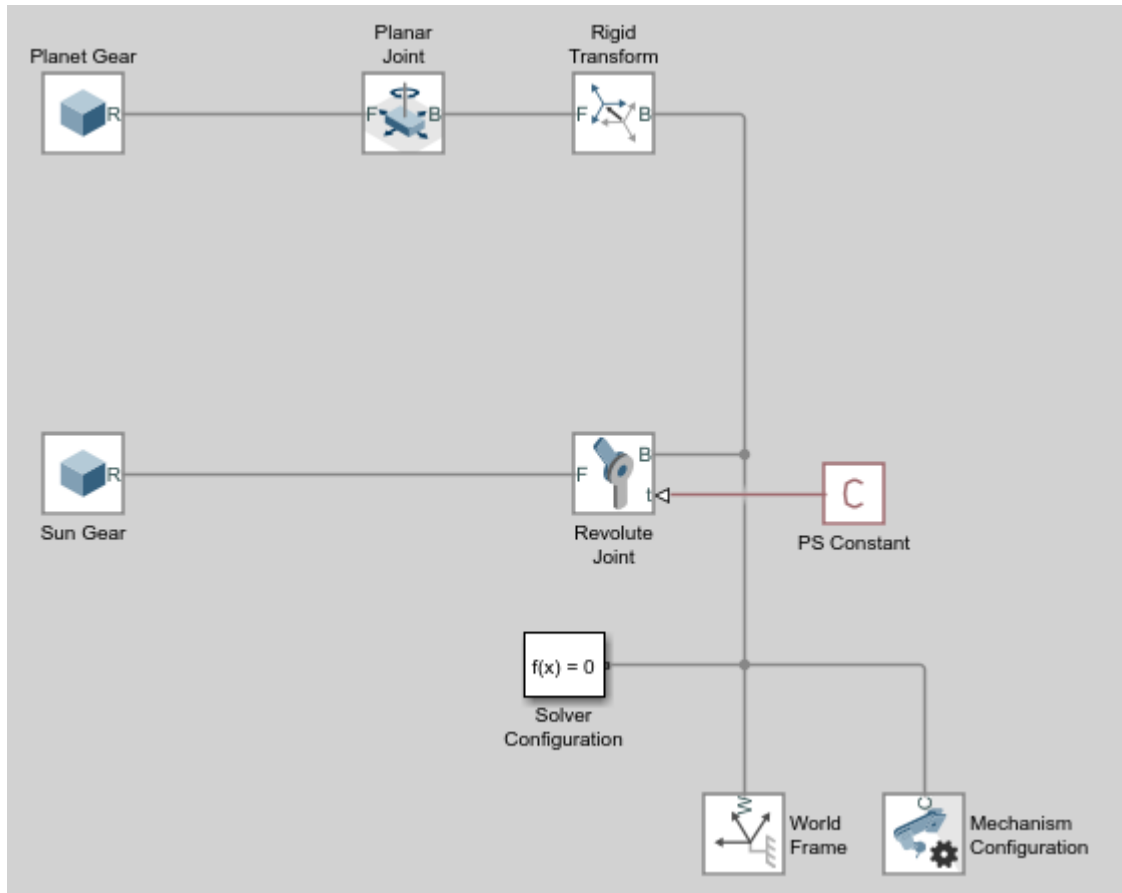 Planar
Joint
Rigid
Transform
Planet Gear
R
F
B
F
B
R
F
B
t
C
Sun Gear
Revolute
Joint
PS Constant
f(x) = 0
Solver
Configuration
W
World
Frame
C
Mechanism
Configuration